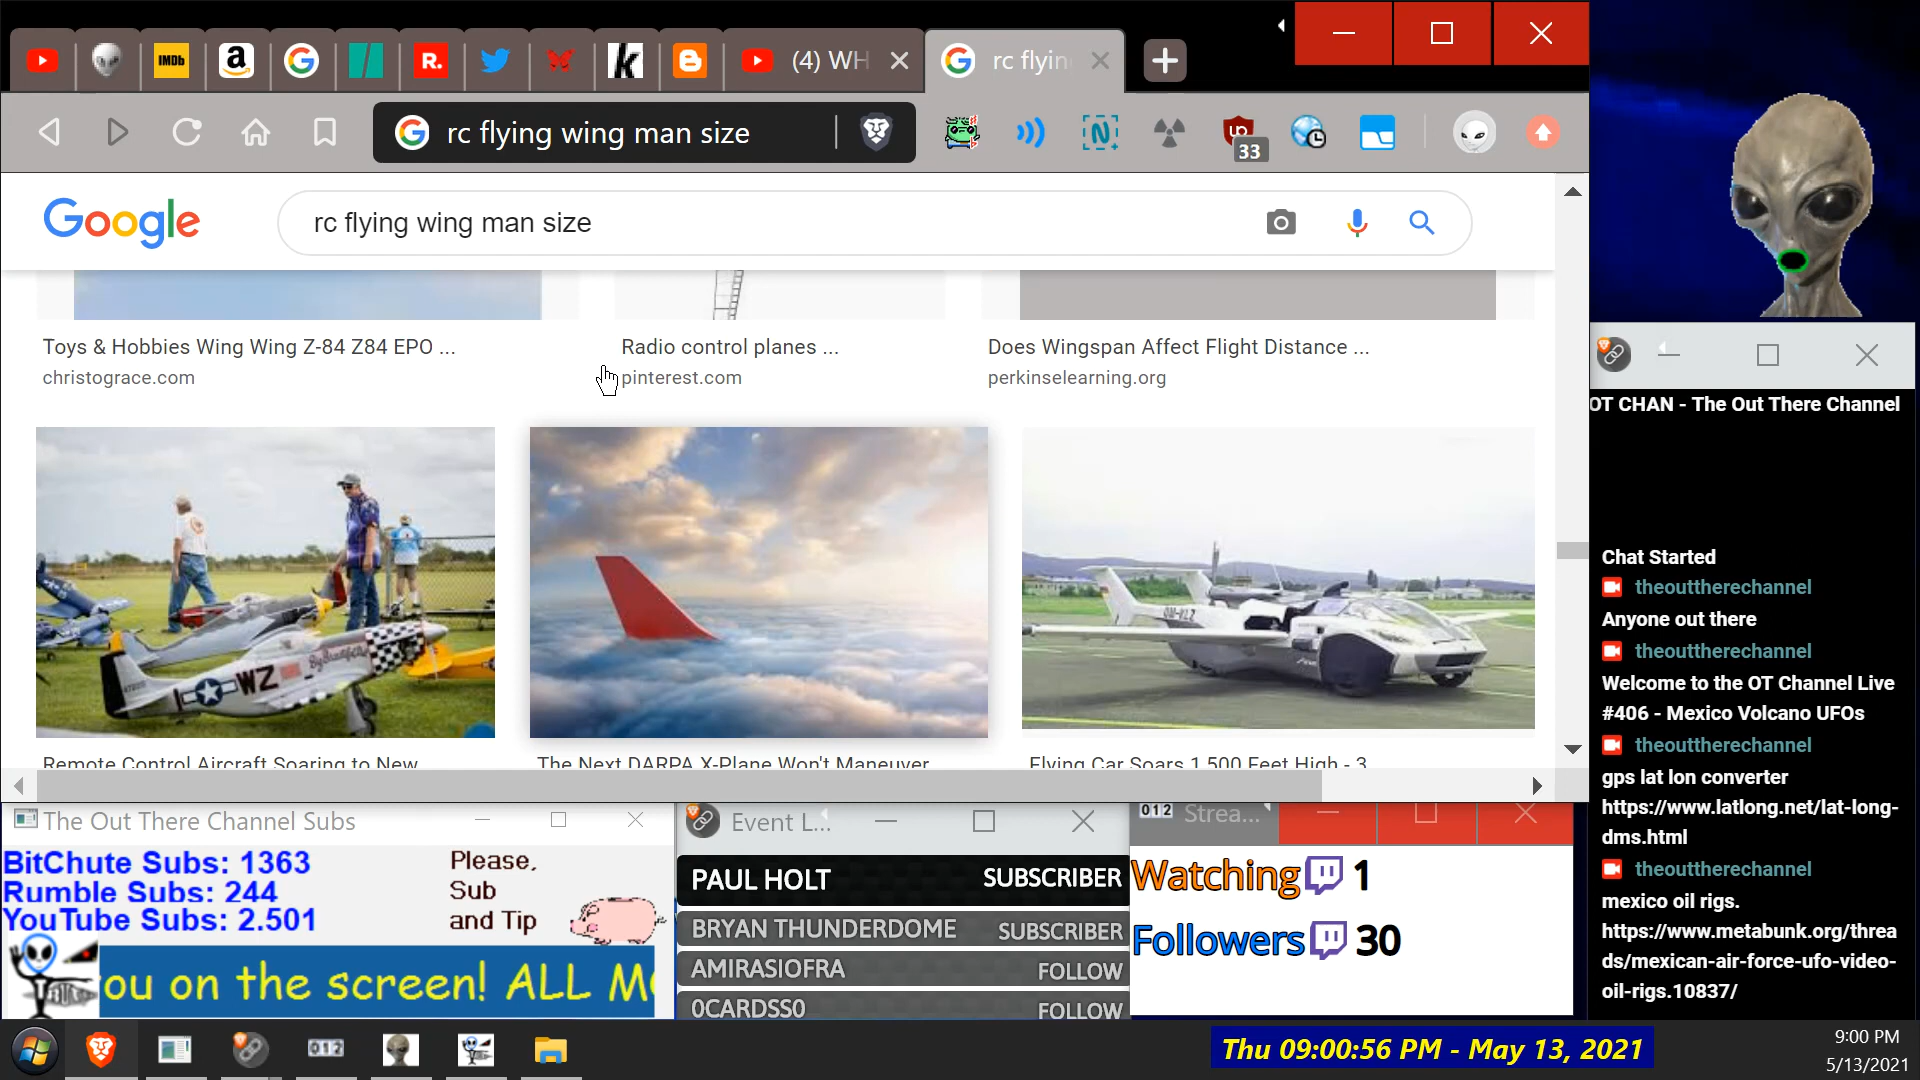 IMDb
a
R.
k
(4) WH
rc flyin
rc flying wing man size
33
Google
rc flying wing man size
Toys & Hobbies Wing Wing Z-84 Z84 EPO ...
christograce.com
Radio control planes ...
pinterest.com
Does Wingspan Affect Flight Distance ...
perkinselearning.org
WZ
OM-KLZ
Remote Control Aircraft Soaring to New
The Next DARPA X-Plane Won't Maneuver
Flying Car Soars 1,500 Feet High - 3
OT CHAN - The Out There Channel
Chat Started
theouttherechannel
Anyone out there
theouttherechannel
Welcome to the OT Channel Live
#406 - Mexico Volcano UFOs
theouttherechannel
gps lat lon converter
https://www.latlong.net/lat-long-
dms.html
theouttherechannel
mexico oil rigs.
https://www.metabunk.org/threa
ds/mexican-air-force-ufo-video-
oil-rigs.10837/
The Out There Channel Subs
BitChute Subs: 1363
Rumble Subs: 244
YouTube Subs: 2.501
Please,
Sub
and Tip
ou on the screen! ALL M
Event L...
PAUL HOLT SUBSCRIBER
BRYAN THUNDERDOME SUBSCRIBER
AMIRASIOFRA FOLLOW
0CARDSS0 FOLLOW
012 Strea...
Watching 1
Followers 30
012
Thu 09:00:56 PM - May 13, 2021
9:00 PM
5/13/2021